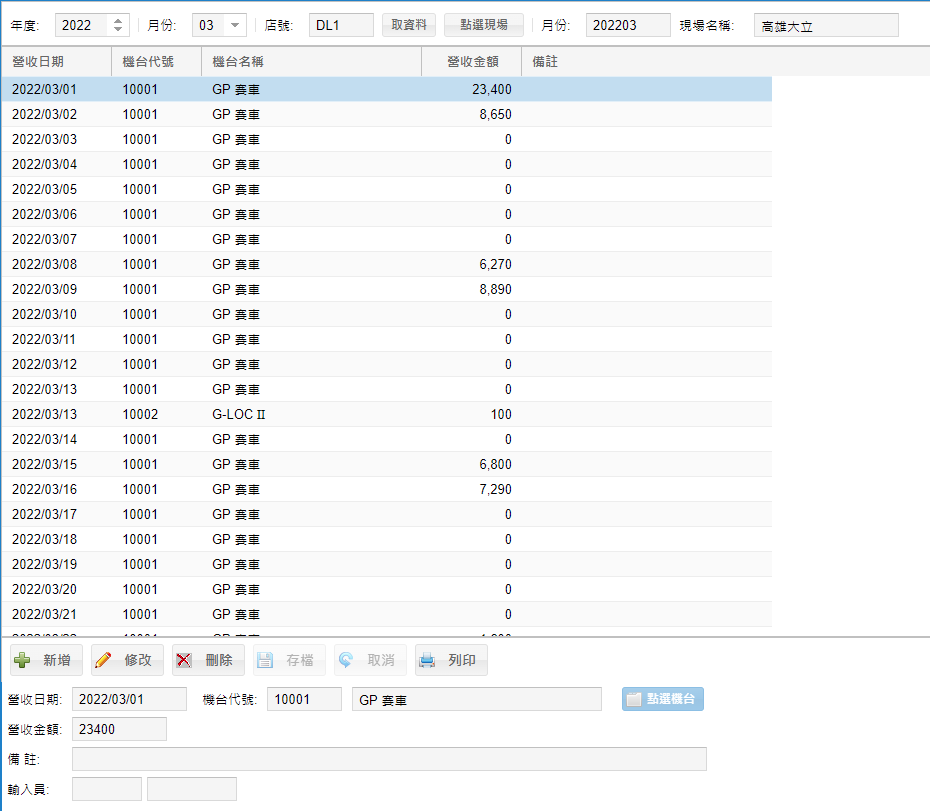 年度: 2022 月份: 03 店號: DL1 取資料 點選現場 月份: 202203 現場名稱: 高雄大立
營收日期 機台代號 機台名稱 營收金額 備註
2022/03/01 10001 GP 賽車 23,400
2022/03/02 10001 GP 賽車 8,650
2022/03/03 10001 GP 賽車 0
2022/03/04 10001 GP 賽車 0
2022/03/05 10001 GP 賽車 0
2022/03/06 10001 GP 賽車 0
2022/03/07 10001 GP 賽車 0
2022/03/08 10001 GP 賽車 6,270
2022/03/09 10001 GP 賽車 8,890
2022/03/10 10001 GP 賽車 0
2022/03/11 10001 GP 賽車 0
2022/03/12 10001 GP 賽車 0
2022/03/13 10001 GP 賽車 0
2022/03/13 10002 G-LOC II 100
2022/03/14 10001 GP 賽車 0
2022/03/15 10001 GP 賽車 6,800
2022/03/16 10001 GP 賽車 7,290
2022/03/17 10001 GP 賽車 0
2022/03/18 10001 GP 賽車 0
2022/03/19 10001 GP 賽車 0
2022/03/20 10001 GP 賽車 0
2022/03/21 10001 GP 賽車 0
新增 修改 刪除 存檔 取消 列印
營收日期: 2022/03/01 機台代號: 10001 GP 賽車 點選機台
營收金額: 23400
備 註:
輸入員: